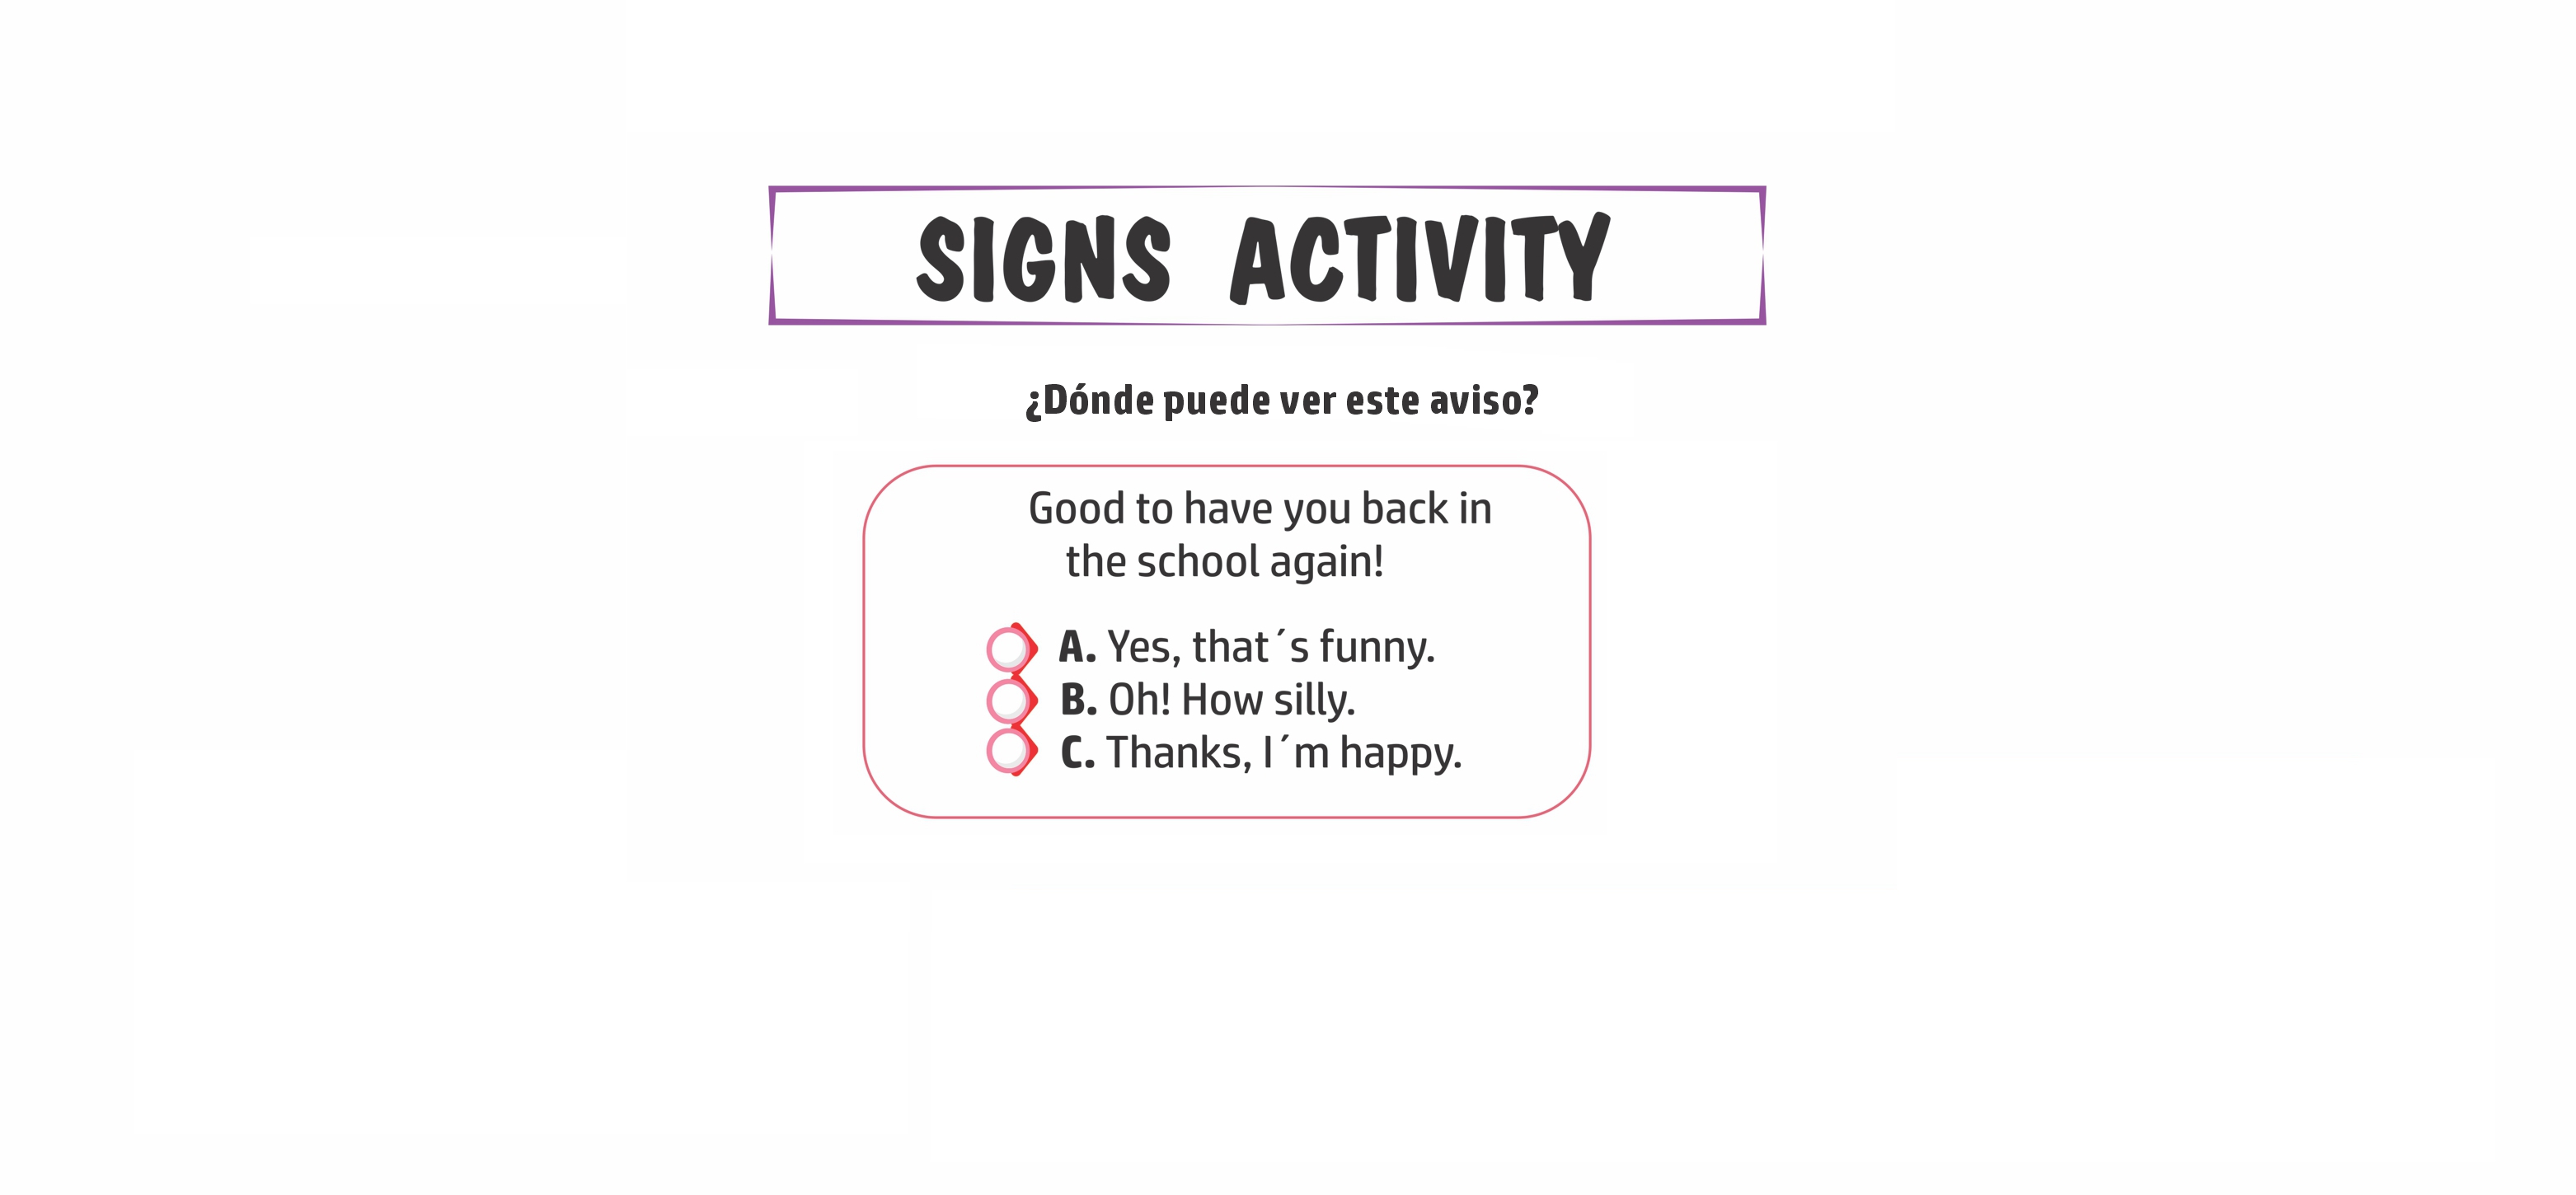 SIGNS ACTIVITY
¿Dónde puede ver este aviso?
Good to have you back in
the school again!
A. Yes, that´s funny.
B. Oh! How silly.
C. Thanks, I´m happy.